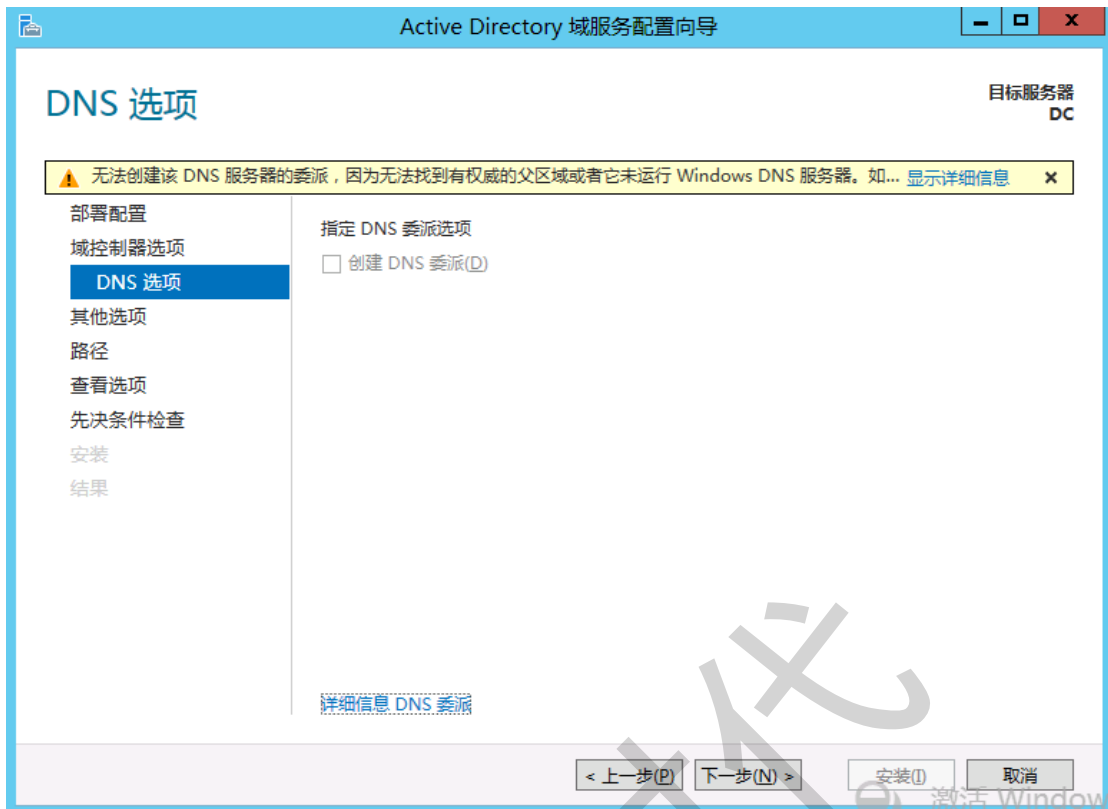 Active Directory 域服务配置向导
DNS 选项
目标服务器
DC
无法创建该 DNS 服务器的委派，因为无法找到有权威的父区域或者它未运行 Windows DNS 服务器。如... 显示详细信息
部署配置
域控制器选项
DNS 选项
其他选项
路径
查看选项
先决条件检查
安装
结果
指定 DNS 委派选项
创建 DNS 委派(D)
详细信息 DNS 委派
< 上一步(P)
下一步(N) >
安装(I)
取消
激活 Window
代